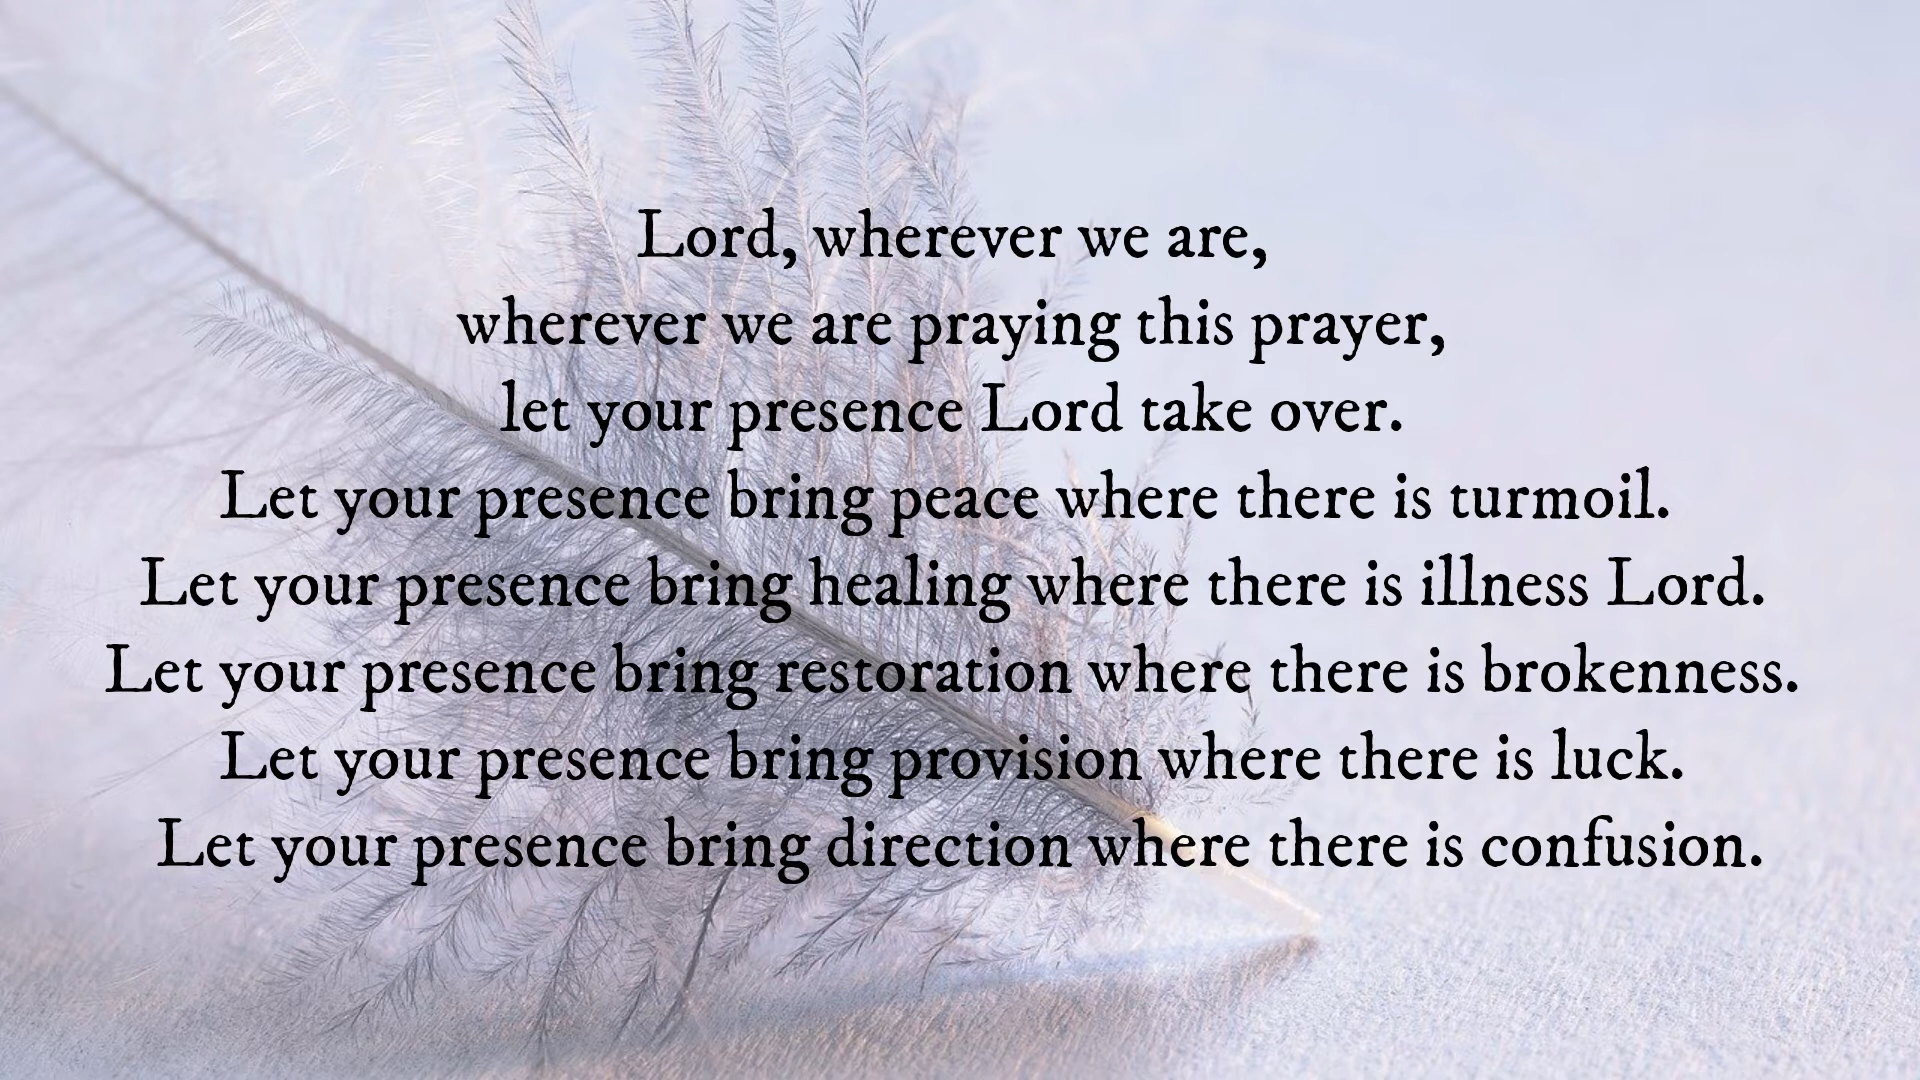 Lord, wherever we are,
wherever we are praying this prayer,
let your presence Lord take over.
Let your presence bring peace where there is turmoil.
Let your presence bring healing where there is illness Lord.
Let your presence bring restoration where there is brokenness.
Let your presence bring provision where there is luck.
Let your presence bring direction where there is confusion.